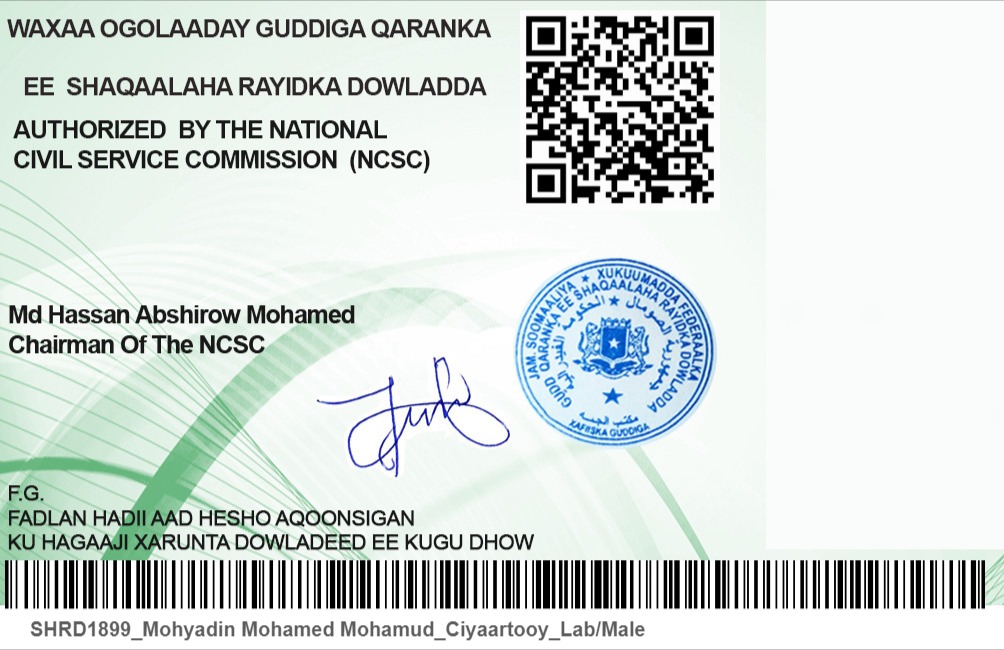 WAXAA OGOLAADAY GUDDIGA QARANKA
EE SHAQAALAHA RAYIDKA DOWLADDA
AUTHORIZED BY THE NATIONAL
CIVIL SERVICE COMMISSION (NCSC)
Md Hassan Abshirow Mohamed
Chairman Of The NCSC
JAM. SOOMAALIYA ★ XUKUUMADDA FEDERAALKA
GUDD QARANKA EE SHAQAALAHA RAYIDKA DOWLADDA
XAFIISKA GUDDIGA
F.G.
FADLAN HADII AAD HESHO AQOONSIGAN
KU HAGAAJI XARUNTA DOWLADEED EE KUGU DHOW
SHRD1899_Mohyadin Mohamed Mohamud_Ciyaartooy_Lab/Male